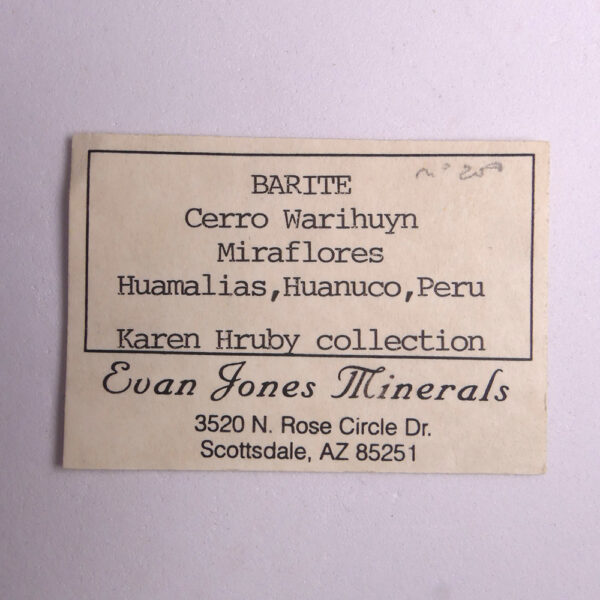 BARITE
Cerro Warihuyn
Miraflores
Huamalias,Huanuco,Peru
Karen Hruby collection
Evan Jones Minerals
3520 N. Rose Circle Dr.
Scottsdale, AZ 85251